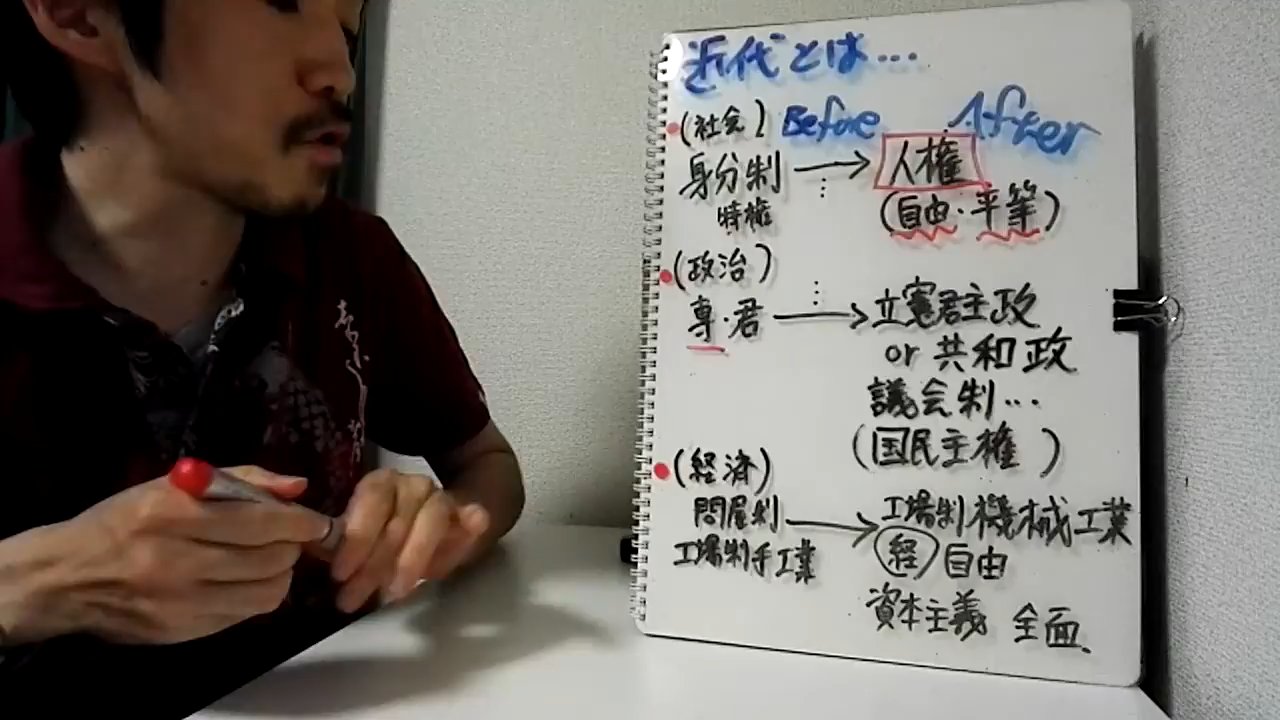 近代とは…
(社会) Before After
身分制 → 人権
特権 (自由・平等)
(政治)
専・君 → 立憲君主政
or 共和政
議会制…
(国民主権 )
(経済)
問屋制 → 工場制機械工業
工場制手工業 経 自由
資本主義 全面、